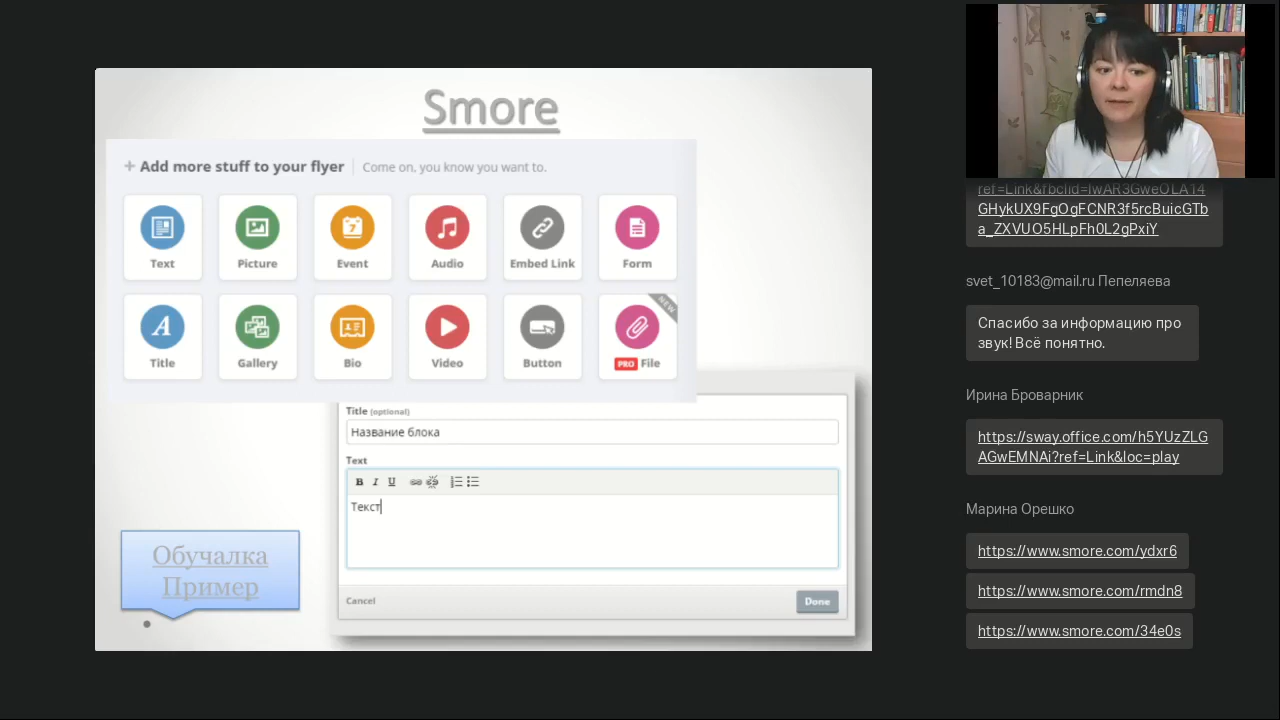 Smore
+ Add more stuff to your flyer | Come on, you know you want to.
Text
Picture
Event
Audio
Embed Link
Form
Title
Gallery
Bio
Video
Button
PRO File
NEW
Title (optional)
Название блока
Text
B I U
Текст
Cancel
Done
Обучалка
Пример
ref=Link&fbclid=IwAR3GweOLA14
GHykUX9FgOgFCNR3f5rcBuicGTb
a_ZXVUO5HLpFh0L2gPxiY
svet_10183@mail.ru Пепеляева
Спасибо за информацию про
звук! Всё понятно.
Ирина Броварник
https://sway.office.com/h5YUzZLG
AGwEMNAi?ref=Link&loc=play
Марина Орешко
https://www.smore.com/ydxr6
https://www.smore.com/rmdn8
https://www.smore.com/34e0s